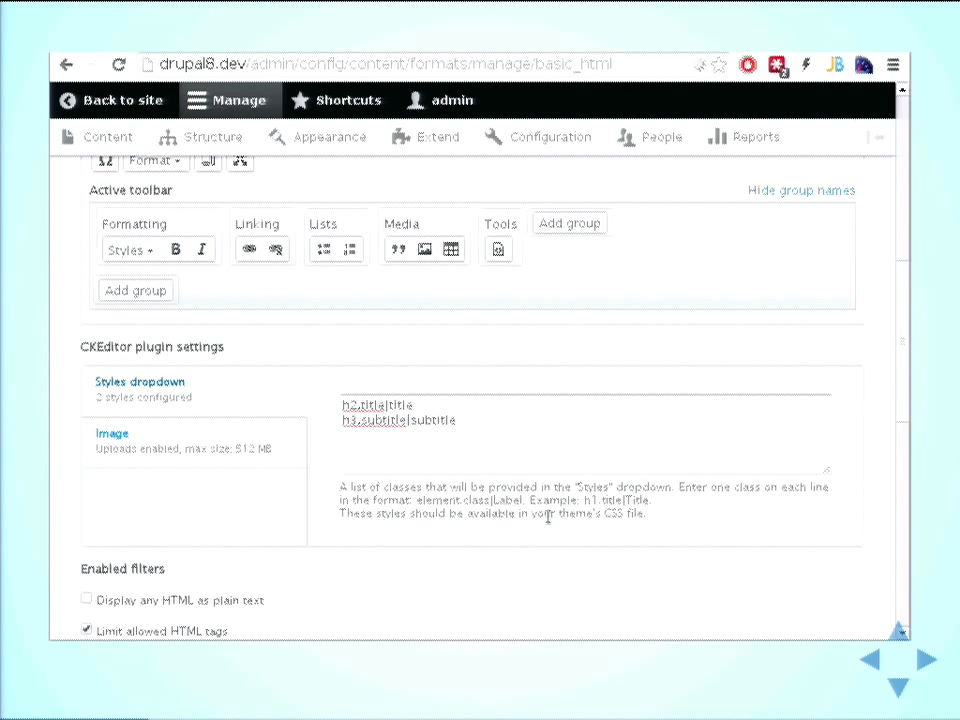 drupal8.dev/admin/config/content/formats/manage/basic_html
JB
2
Back to site Manage Shortcuts admin
Content Structure Appearance Extend Configuration People Reports
Ω Format
Active toolbar Hide group names
Formatting Linking Lists Media Tools Add group
Styles B I
Add group
CKEditor plugin settings
Styles dropdown
2 styles configured
h2.title|title
h3.subtitle|subtitle
Image
Uploads enabled, max size: 512 MB
A list of classes that will be provided in the "Styles" dropdown. Enter one class on each line
in the format: element.class|Label. Example: h1.title|Title.
These styles should be available in your theme's CSS file.
Enabled filters
Display any HTML as plain text
Limit allowed HTML tags